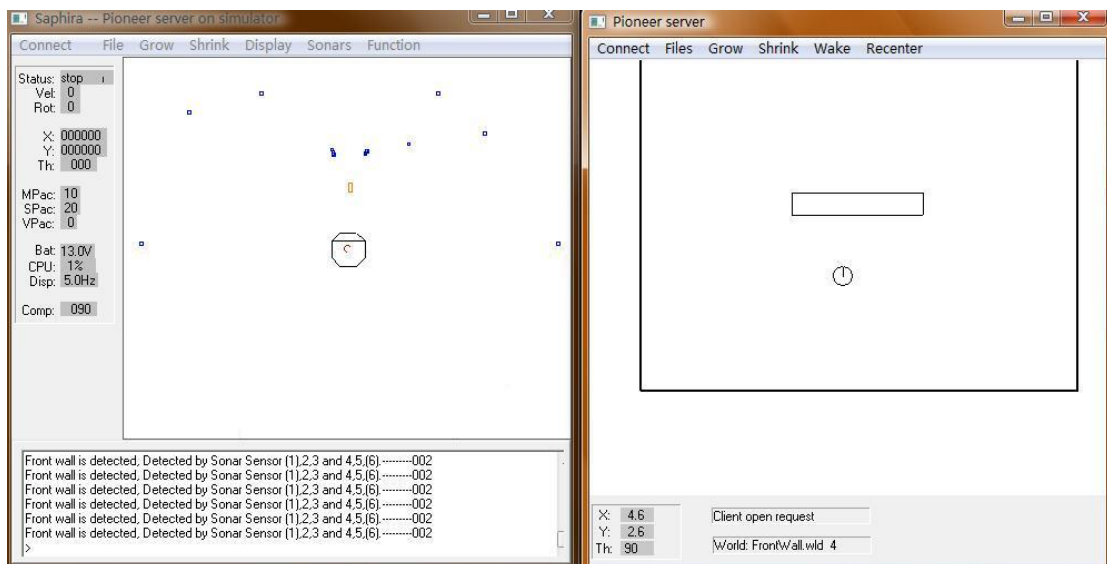 Saphira -- Pioneer server on simulator
Connect File Grow Shrink Display Sonars Function
Status: stop
Vel: 0
Rot: 0
X: 000000
Y: 000000
Th: 000
MPac: 10
SPac: 20
VPac: 0
Bat: 13.0V
CPU: 1%
Disp: 5.0Hz
Comp: 090
Front wall is detected, Detected by Sonar Sensor (1),2,3 and 4,5,(6).---------002
Front wall is detected, Detected by Sonar Sensor (1),2,3 and 4,5,(6).---------002
Front wall is detected, Detected by Sonar Sensor (1),2,3 and 4,5,(6).---------002
Front wall is detected, Detected by Sonar Sensor (1),2,3 and 4,5,(6).---------002
Front wall is detected, Detected by Sonar Sensor (1),2,3 and 4,5,(6).---------002
Front wall is detected, Detected by Sonar Sensor (1),2,3 and 4,5,(6).---------002
>
Pioneer server
Connect Files Grow Shrink Wake Recenter
X: 4.6
Y: 2.6
Th: 90
Client open request
World: FrontWall.wld 4